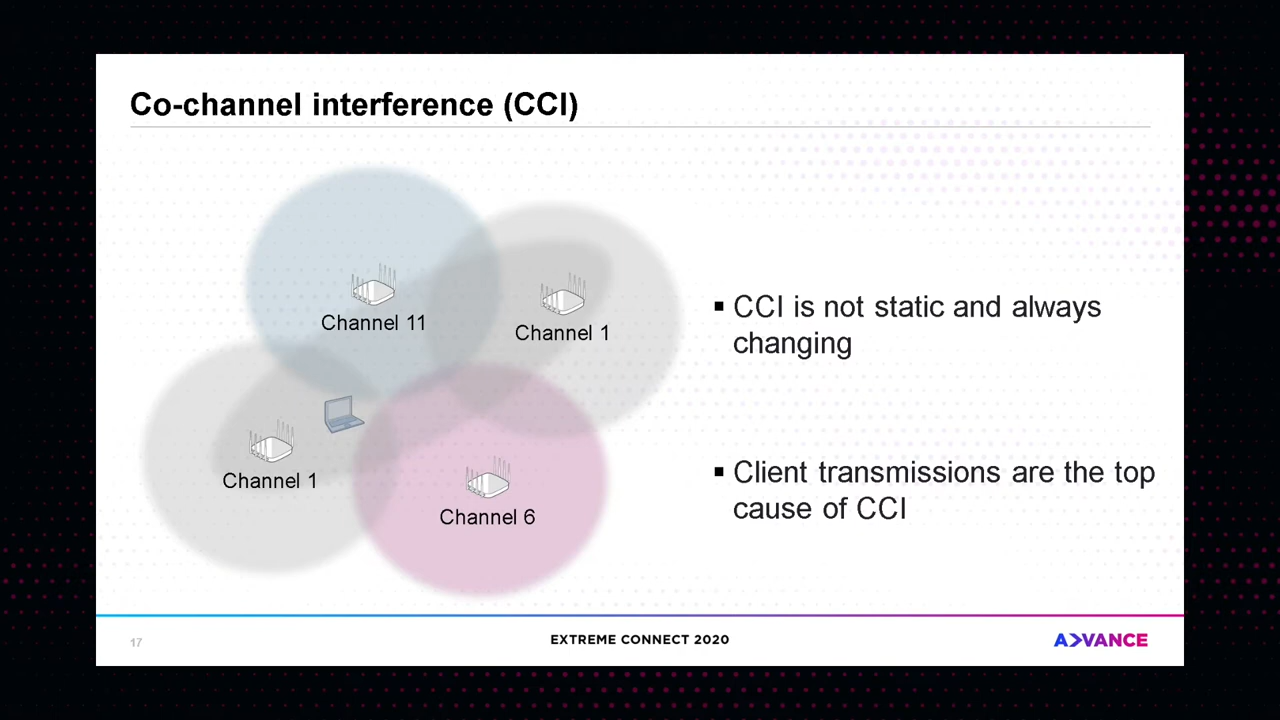 Co-channel interference (CCI)
Channel 11
Channel 1
Channel 1
Channel 6
▪ CCI is not static and always
changing
▪ Client transmissions are the top
cause of CCI
17
EXTREME CONNECT 2020
ADVANCE